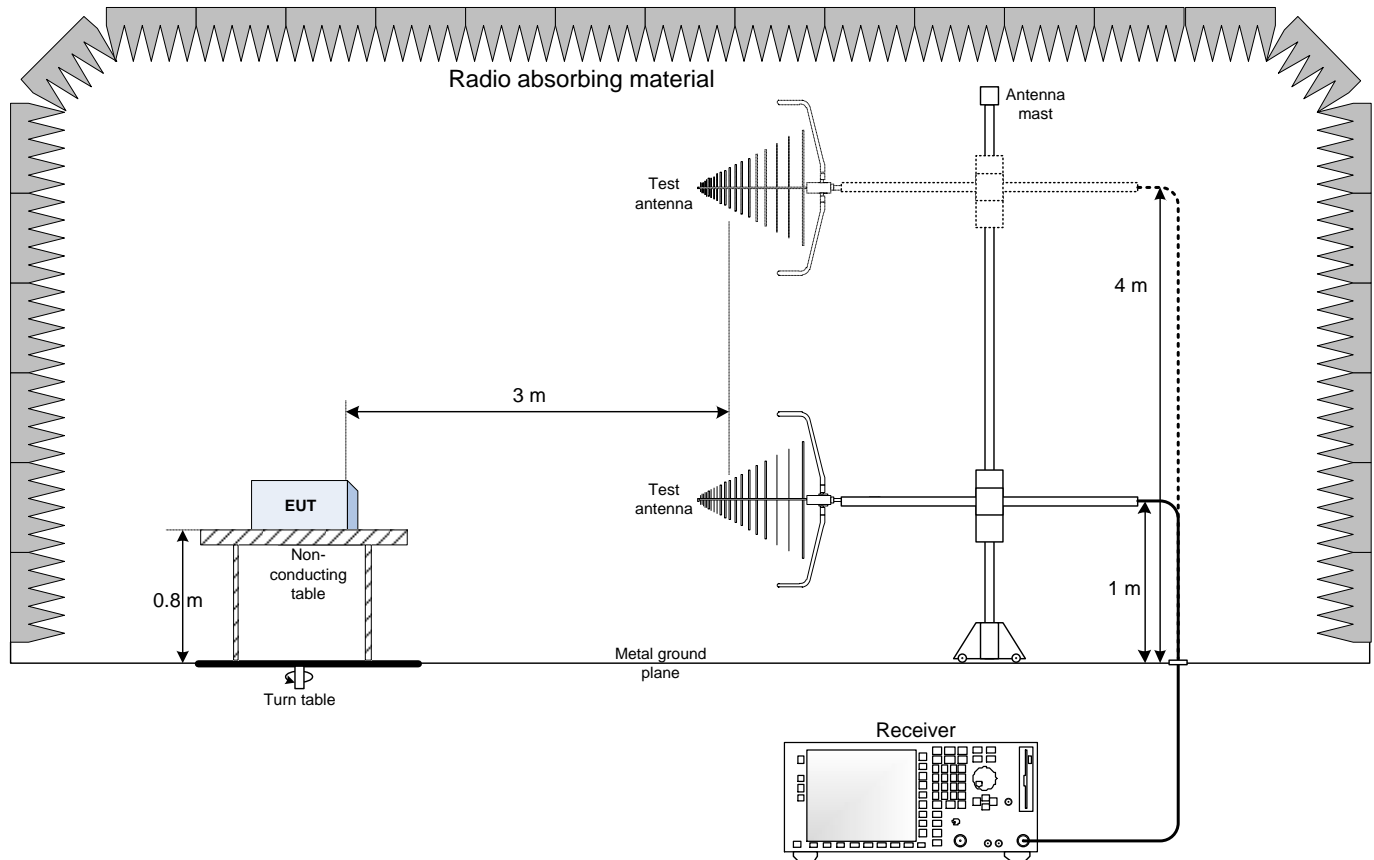 Radio absorbing material
Antenna
mast
Test
antenna
4 m
3 m
Test
antenna
EUT
Non-
conducting
table
0.8 m
1 m
Metal ground
plane
Turn table
Receiver